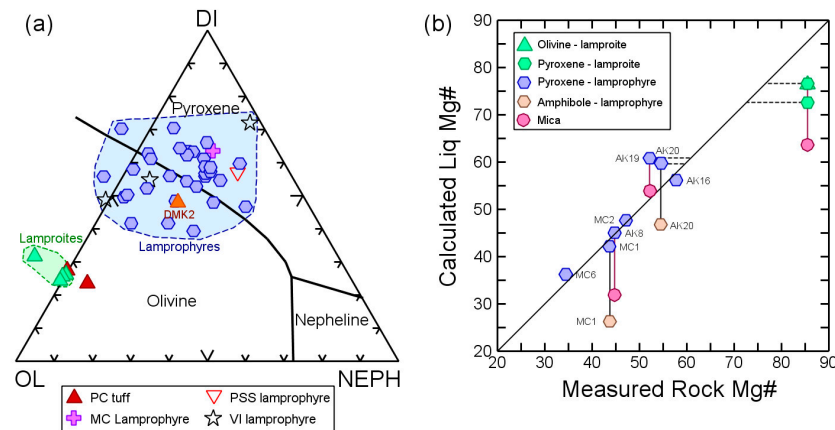 (a)
DI
Pyroxene
DMK2
Lamproites
Lamprophyres
Olivine
Nepheline
OL
NEPH
PC tuff
PSS lamprophyre
MC Lamprophyre
VI lamprophyre
(b)
Calculated Liq Mg#
90
80
70
60
50
40
30
20
Olivine - lamproite
Pyroxene - lamproite
Pyroxene - lamprophyre
Amphibole - lamprophyre
Mica
AK19
AK20
AK16
MC2
AK20
AK8
MC1
MC6
MC1
20 30 40 50 60 70 80 90
Measured Rock Mg#